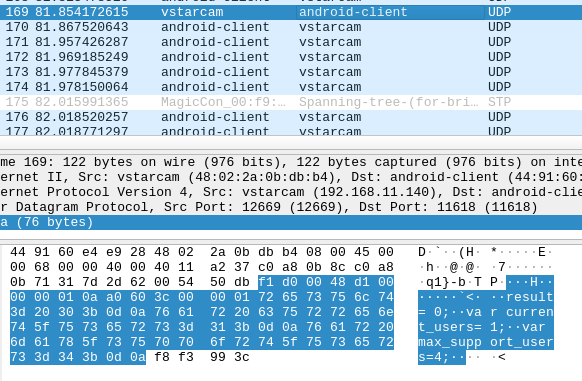 169 81.854172615 vstarcam android-client UDP
170 81.867520643 android-client vstarcam UDP
171 81.957426287 android-client vstarcam UDP
172 81.969185249 android-client vstarcam UDP
173 81.977845379 android-client vstarcam UDP
174 81.978150064 android-client vstarcam UDP
175 82.015991365 MagicCon_00:f9:… Spanning-tree-(for-bri… STP
176 82.018520257 android-client vstarcam UDP
177 82.018771297 android-client vstarcam UDP
me 169: 122 bytes on wire (976 bits), 122 bytes captured (976 bits) on inte
ernet II, Src: vstarcam (48:02:2a:0b:db:b4), Dst: android-client (44:91:60:
ernet Protocol Version 4, Src: vstarcam (192.168.11.140), Dst: android-clie
r Datagram Protocol, Src Port: 12669 (12669), Dst Port: 11618 (11618)
a (76 bytes)
44 91 60 e4 e9 28 48 02 2a 0b db b4 08 00 45 00 D·`··(H· *·····E·
00 68 00 00 40 00 40 11 a2 37 c0 a8 0b 8c c0 a8 ·h··@·@· ·7······
0b 71 31 7d 2d 62 00 54 50 db f1 d0 00 48 d1 00 ·q1}-b·T P····H··
00 00 01 0a a0 60 3c 00 00 01 72 65 73 75 6c 74 ·····`<· ··result
3d 20 30 3b 0d 0a 76 61 72 20 63 75 72 72 65 6e = 0;··va r curren
74 5f 75 73 65 72 73 3d 31 3b 0d 0a 76 61 72 20 t_users= 1;··var
6d 61 78 5f 73 75 70 70 6f 72 74 5f 75 73 65 72 max_supp ort_user
73 3d 34 3b 0d 0a f8 f3 99 3c s=4;···· ·<